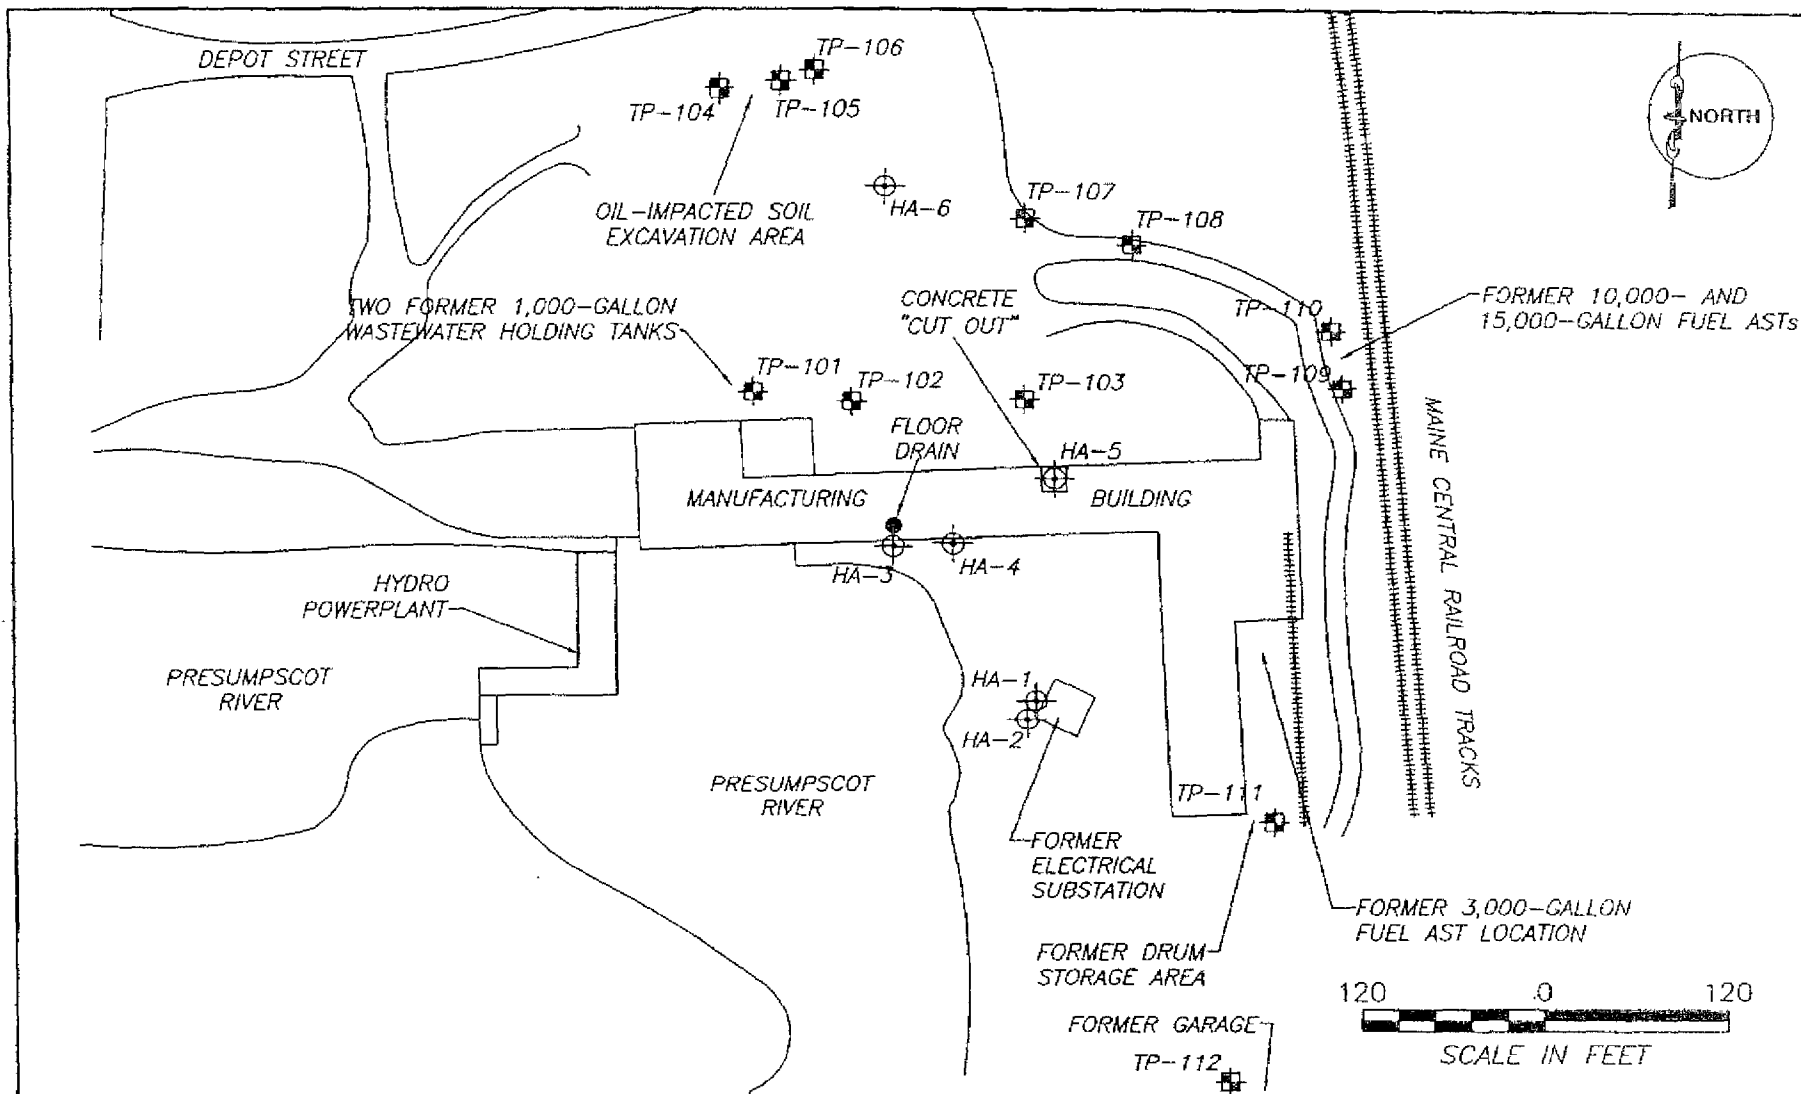 DEPOT STREET
TP-106
TP-104
TP-105
NORTH
HA-6
TP-107
OIL-IMPACTED SOIL
EXCAVATION AREA
TP-108
TWO FORMER 1,000-GALLON
WASTEWATER HOLDING TANKS
CONCRETE
"CUT OUT"
TP-110
FORMER 10,000- AND
15,000-GALLON FUEL ASTs
TP-101
TP-102
TP-103
TP-109
FLOOR
DRAIN
HA-5
MANUFACTURING
BUILDING
MAINE CENTRAL RAILROAD TRACKS
HA-3
HA-4
HYDRO
POWERPLANT
PRESUMPSCOT
RIVER
HA-1
HA-2
PRESUMPSCOT
RIVER
TP-111
FORMER
ELECTRICAL
SUBSTATION
FORMER 3,000-GALLON
FUEL AST LOCATION
FORMER DRUM
STORAGE AREA
120 0 120
SCALE IN FEET
FORMER GARAGE
TP-112